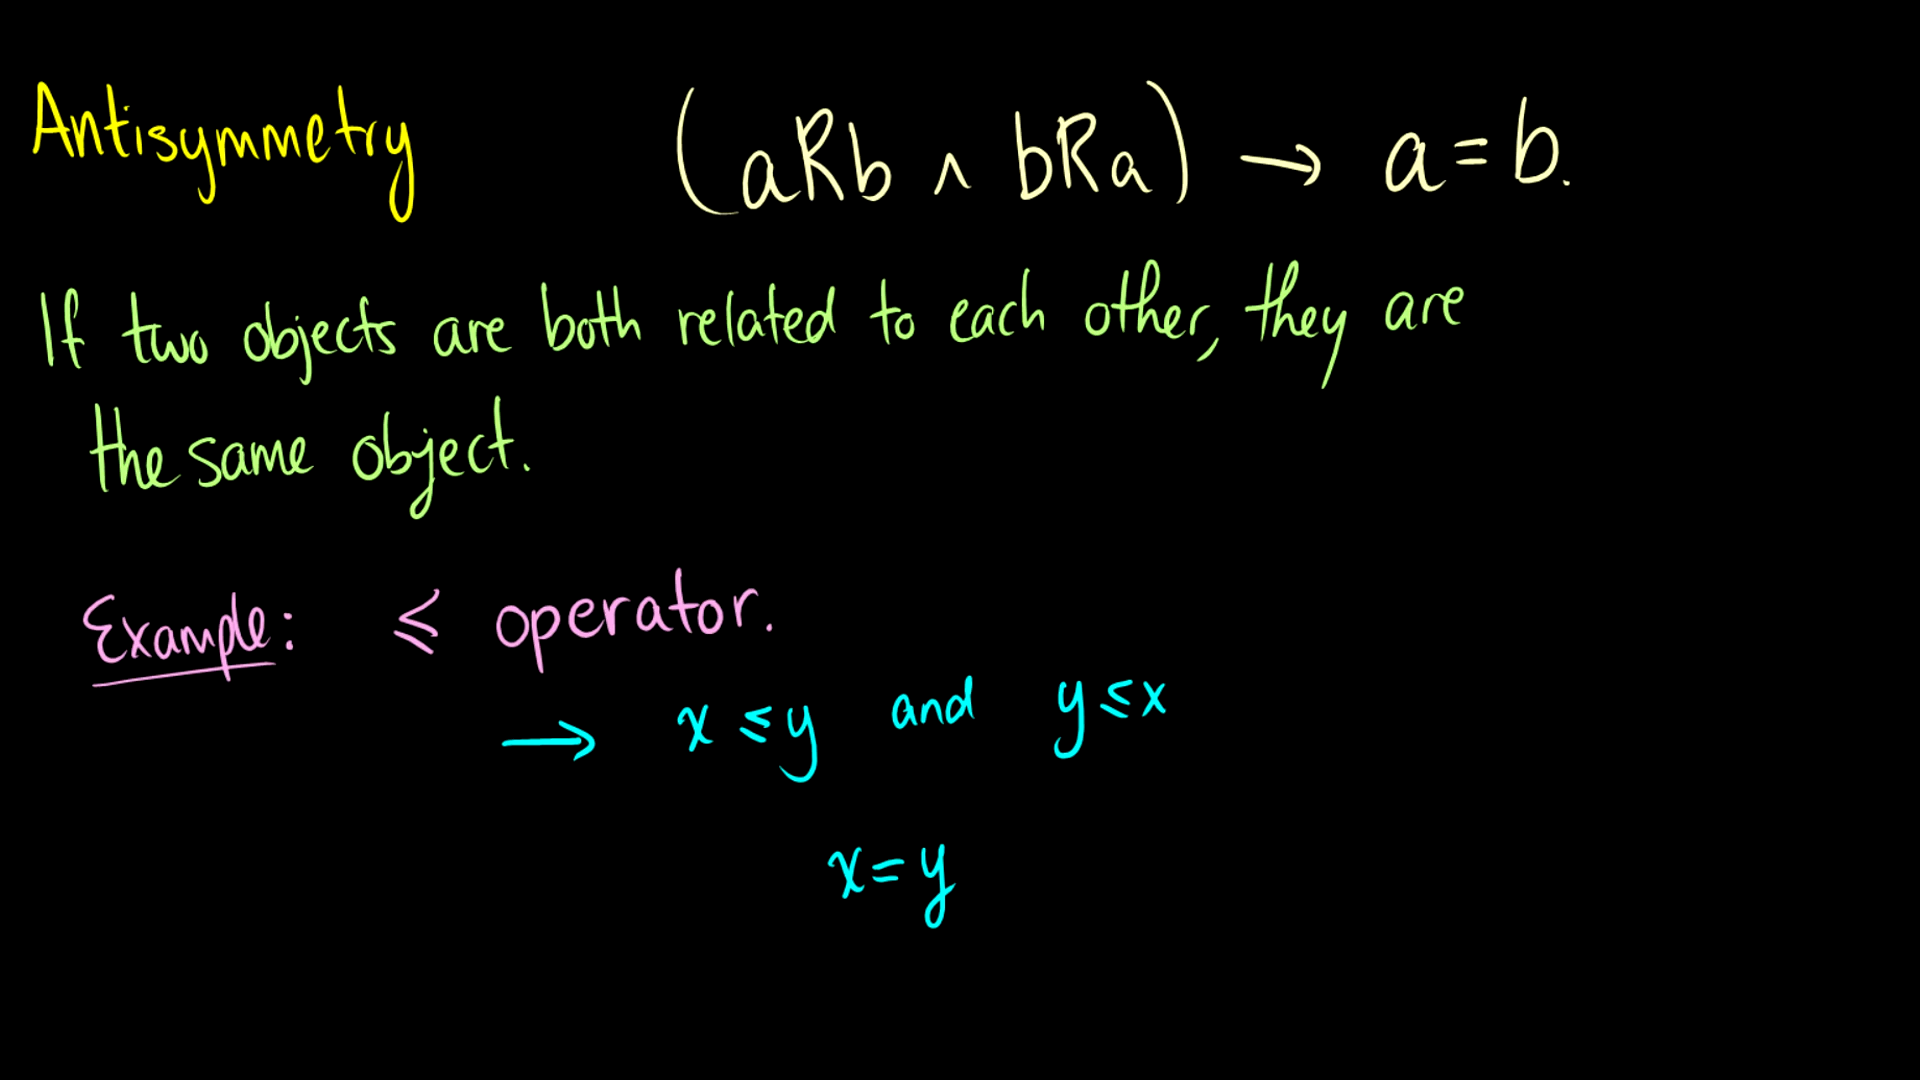 Antisymmetry (aRb ∧ bRa) → a=b.
If two objects are both related to each other, they are
the same object.
Example: ⩽ operator.
→ x ≤ y and y ≤ x
x = y